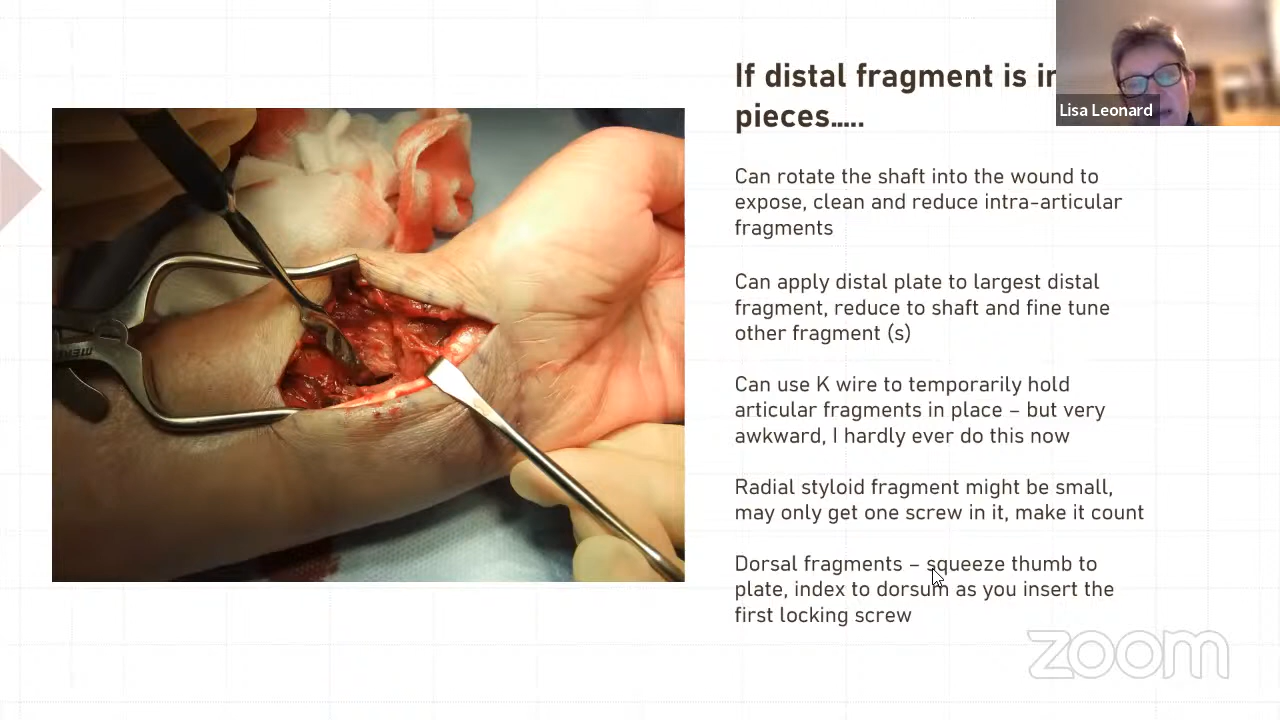 If distal fragment is in
pieces.....
Lisa Leonard
Can rotate the shaft into the wound to
expose, clean and reduce intra-articular
fragments
Can apply distal plate to largest distal
fragment, reduce to shaft and fine tune
other fragment (s)
Can use K wire to temporarily hold
articular fragments in place – but very
awkward, I hardly ever do this now
Radial styloid fragment might be small,
may only get one screw in it, make it count
Dorsal fragments – squeeze thumb to
plate, index to dorsum as you insert the
first locking screw
zoom